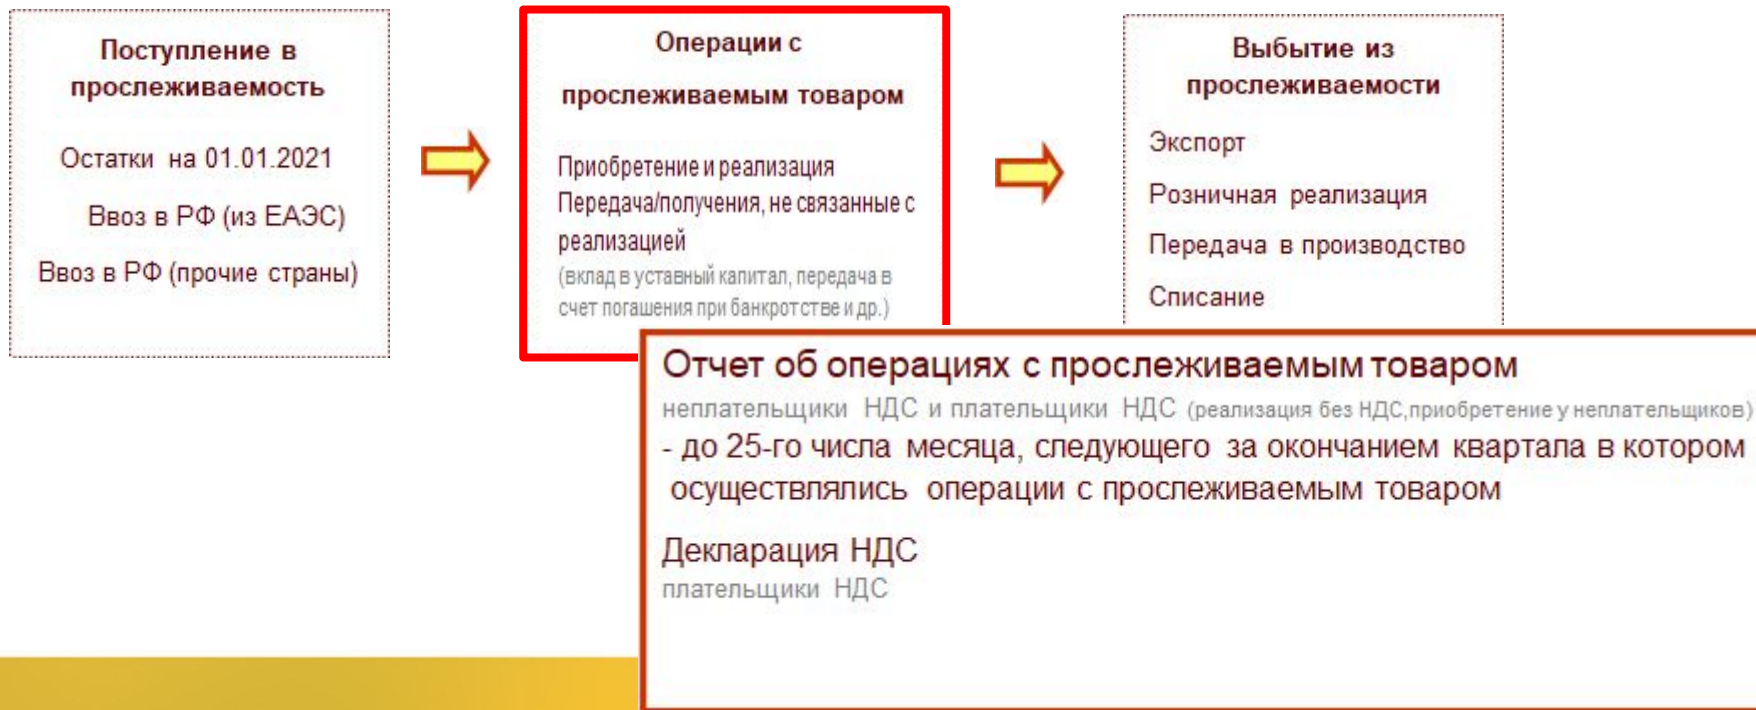 Поступление в
прослеживаемость
Остатки на 01.01.2021
Ввоз в РФ (из ЕАЭС)
Ввоз в РФ (прочие страны)
Операции с
прослеживаемым товаром
Приобретение и реализация
Передача/получения, не связанные с
реализацией
(вклад в уставный капитал, передача в
счет погашения при банкротстве и др.)
Выбытие из
прослеживаемости
Экспорт
Розничная реализация
Передача в производство
Списание
Отчет об операциях с прослеживаемым товаром
неплательщики НДС и плательщики НДС (реализация без НДС,приобретение у неплательщиков)
- до 25-го числа месяца, следующего за окончанием квартала в котором
осуществлялись операции с прослеживаемым товаром
Декларация НДС
плательщики НДС